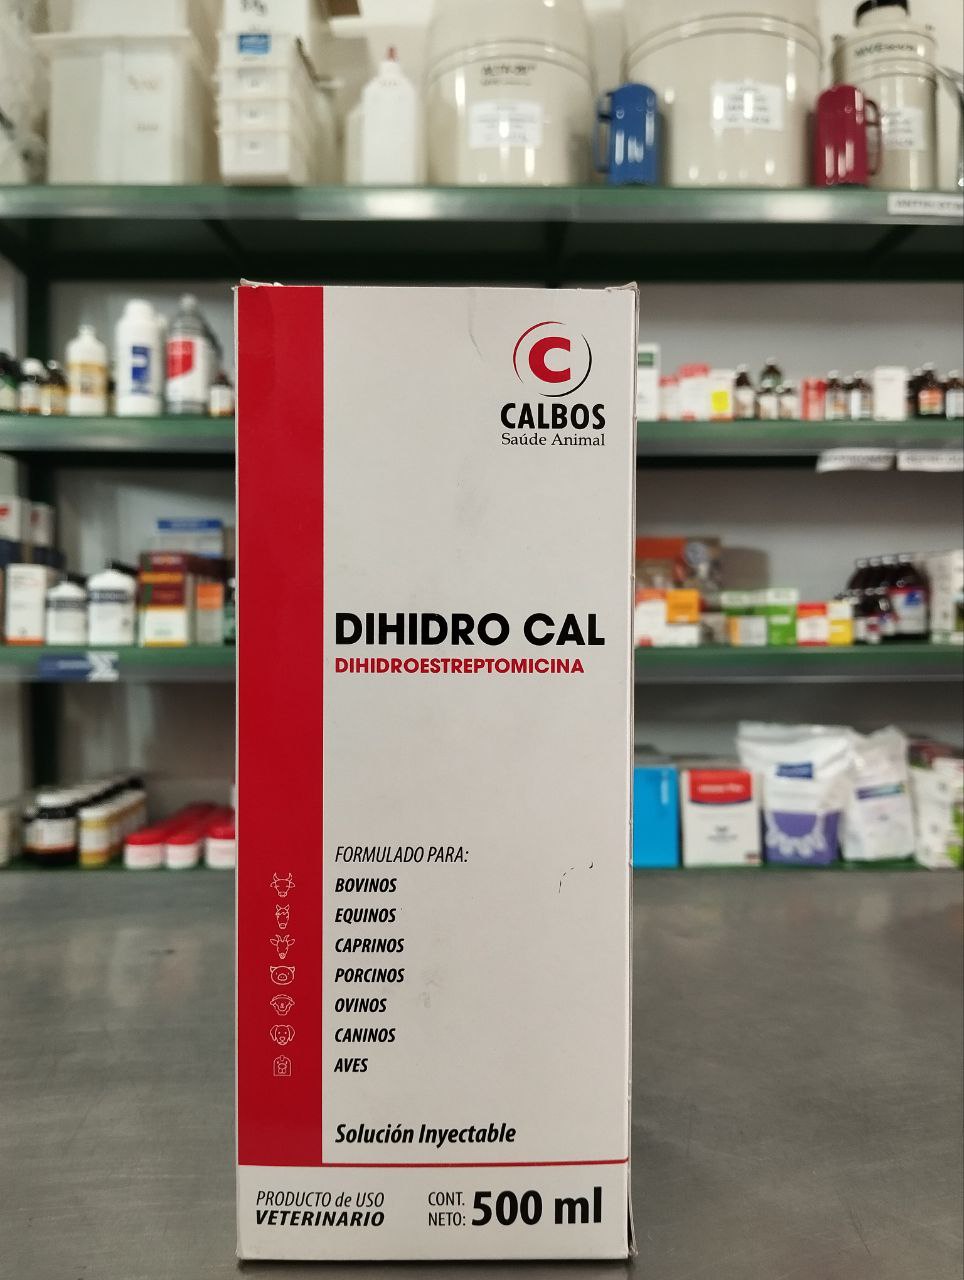 C
CALBOS
Saúde Animal
DIHIDRO CAL
DIHIDROESTREPTOMICINA
FORMULADO PARA:
BOVINOS
EQUINOS
CAPRINOS
PORCINOS
OVINOS
CANINOS
AVES
Solución Inyectable
PRODUCTO de USO
VETERINARIO
CONT.
NETO: 500 ml